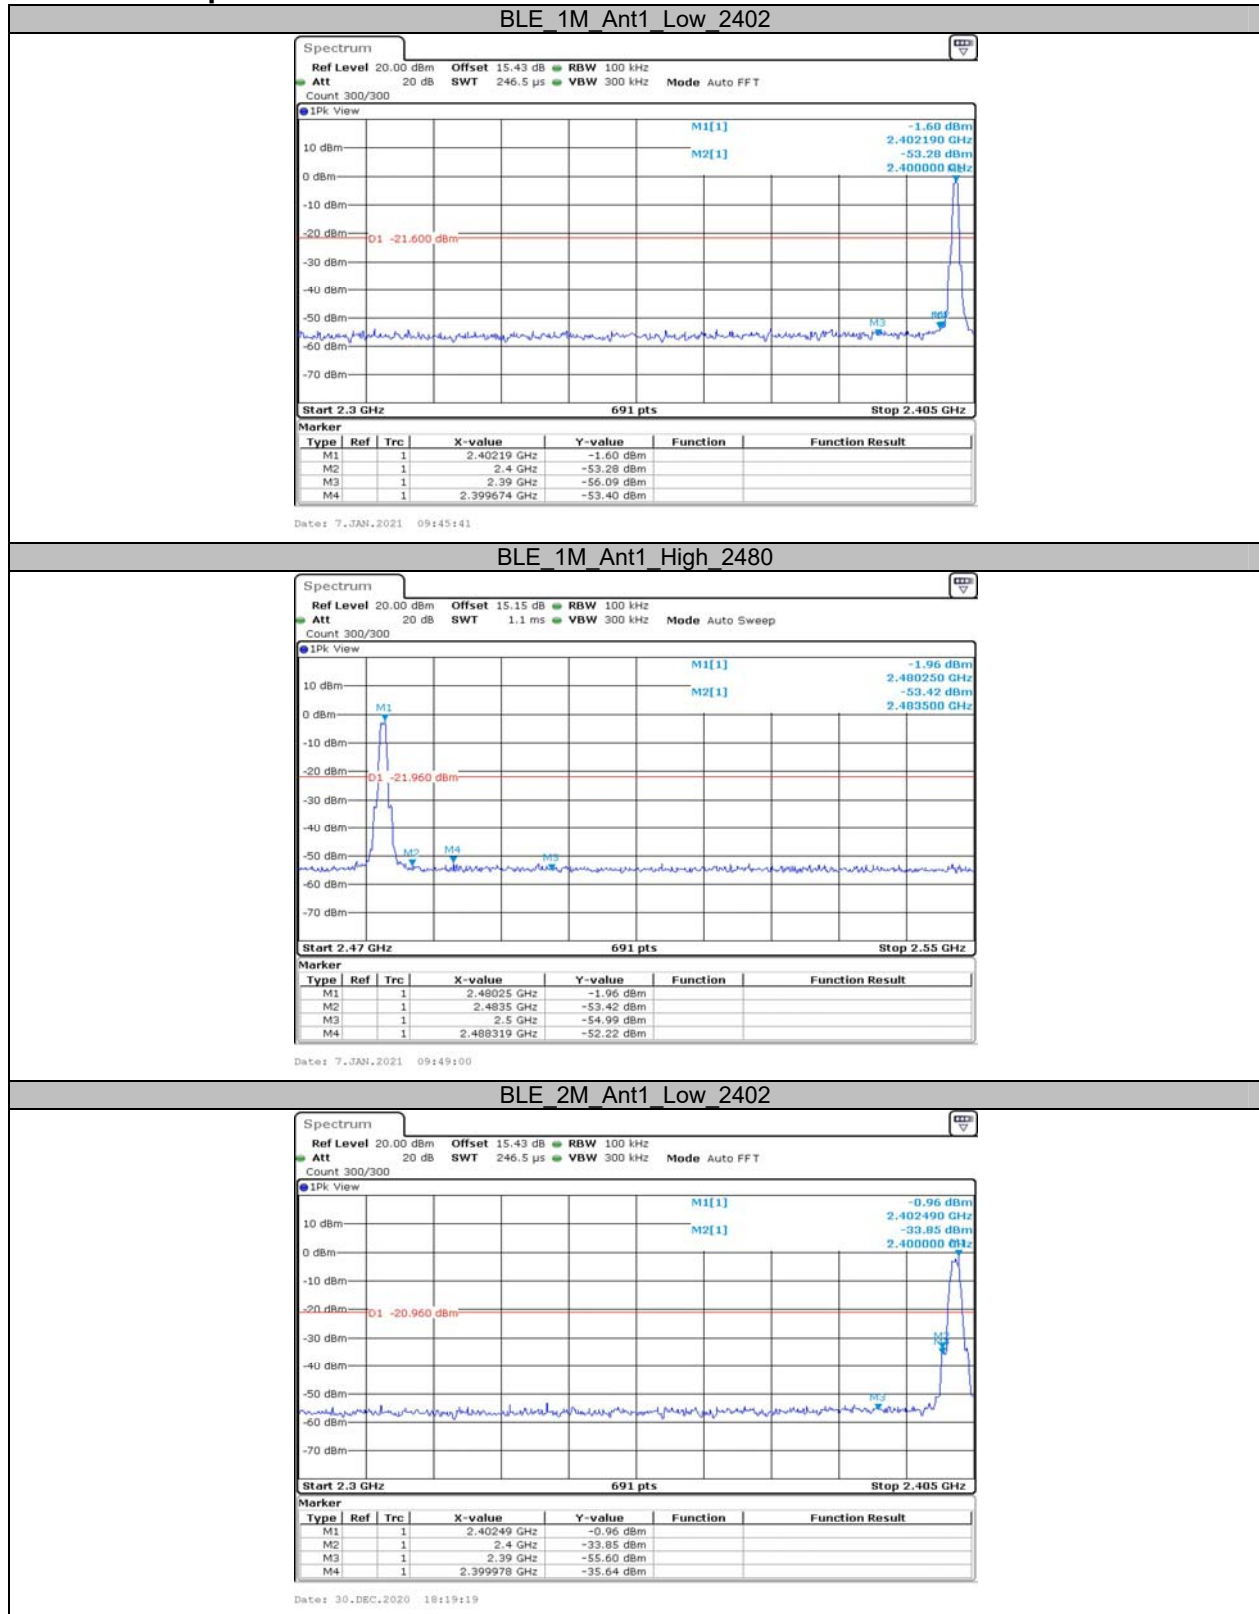 BLE_1M_Ant1_Low_2402
Spectrum
Ref Level 20.00 dBm Offset 15.43 dB RBW 100 kHz
Att 20 dB SWT 246.5 µs VBW 300 kHz Mode Auto FFT
Count 300/300
1Pk View
M1[1] -1.60 dBm
2.402190 GHz
10 dBm
M2[1] -53.28 dBm
2.400000 GHz
0 dBm
-10 dBm
-20 dBm
D1 -21.600 dBm
-30 dBm
-40 dBm
-50 dBm
M3
-60 dBm
-70 dBm
Start 2.3 GHz 691 pts Stop 2.405 GHz
Marker
Type Ref Trc X-value Y-value Function Function Result
M1 1 2.40219 GHz -1.60 dBm
M2 1 2.4 GHz -53.28 dBm
M3 1 2.39 GHz -56.09 dBm
M4 1 2.399674 GHz -53.40 dBm
Date: 7.JAN.2021 09:45:41
BLE_1M_Ant1_High_2480
Spectrum
Ref Level 20.00 dBm Offset 15.15 dB RBW 100 kHz
Att 20 dB SWT 1.1 ms VBW 300 kHz Mode Auto Sweep
Count 300/300
1Pk View
M1[1] -1.96 dBm
2.480250 GHz
10 dBm
M2[1] -53.42 dBm
2.483500 GHz
0 dBm
M1
-10 dBm
-20 dBm
D1 -21.960 dBm
-30 dBm
-40 dBm
-50 dBm
M2 M4 M3
-60 dBm
-70 dBm
Start 2.47 GHz 691 pts Stop 2.55 GHz
Marker
Type Ref Trc X-value Y-value Function Function Result
M1 1 2.48025 GHz -1.96 dBm
M2 1 2.4835 GHz -53.42 dBm
M3 1 2.5 GHz -54.99 dBm
M4 1 2.488319 GHz -52.22 dBm
Date: 7.JAN.2021 09:49:00
BLE_2M_Ant1_Low_2402
Spectrum
Ref Level 20.00 dBm Offset 15.43 dB RBW 100 kHz
Att 20 dB SWT 246.5 µs VBW 300 kHz Mode Auto FFT
Count 300/300
1Pk View
M1[1] -0.96 dBm
2.402490 GHz
10 dBm
M2[1] -33.85 dBm
2.400000 GHz
0 dBm
-10 dBm
-20 dBm
D1 -20.960 dBm
-30 dBm
-40 dBm
-50 dBm
M3
-60 dBm
-70 dBm
Start 2.3 GHz 691 pts Stop 2.405 GHz
Marker
Type Ref Trc X-value Y-value Function Function Result
M1 1 2.40249 GHz -0.96 dBm
M2 1 2.4 GHz -33.85 dBm
M3 1 2.39 GHz -55.60 dBm
M4 1 2.399978 GHz -35.64 dBm
Date: 30.DEC.2020 18:19:19